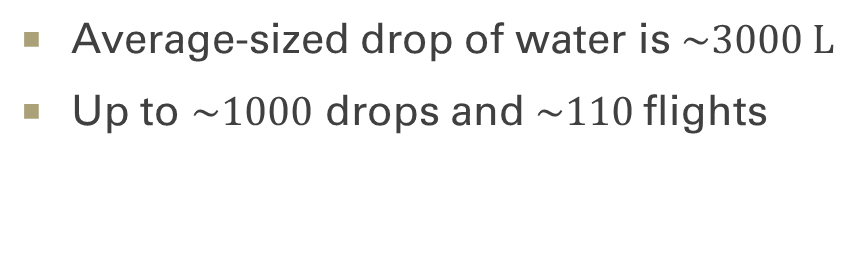 Average-sized drop of water is ~3000 L
Up to ~1000 drops and ~110 flights